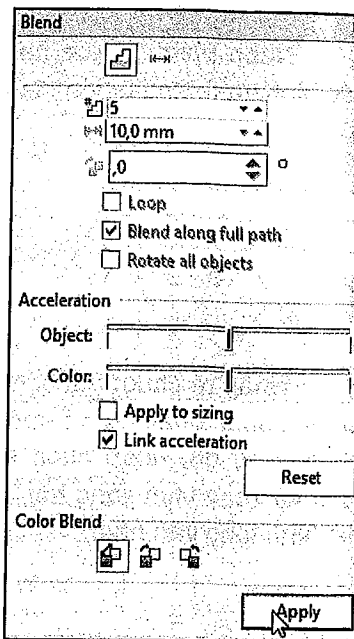 Blend
5
10,0 mm
,0
Loop
Blend along full path
Rotate all objects
Acceleration
Object:
Color:
Apply to sizing
Link acceleration
Reset
Color Blend
Apply